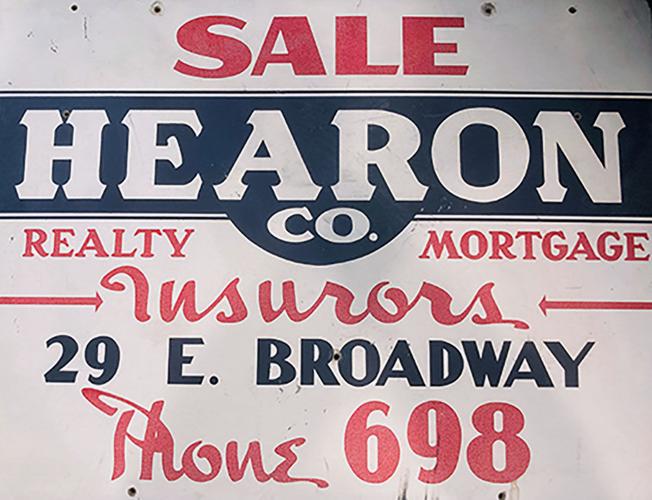 SALE
HEARON
CO.
REALTY MORTGAGE
Insurors
29 E. BROADWAY
Phone 698